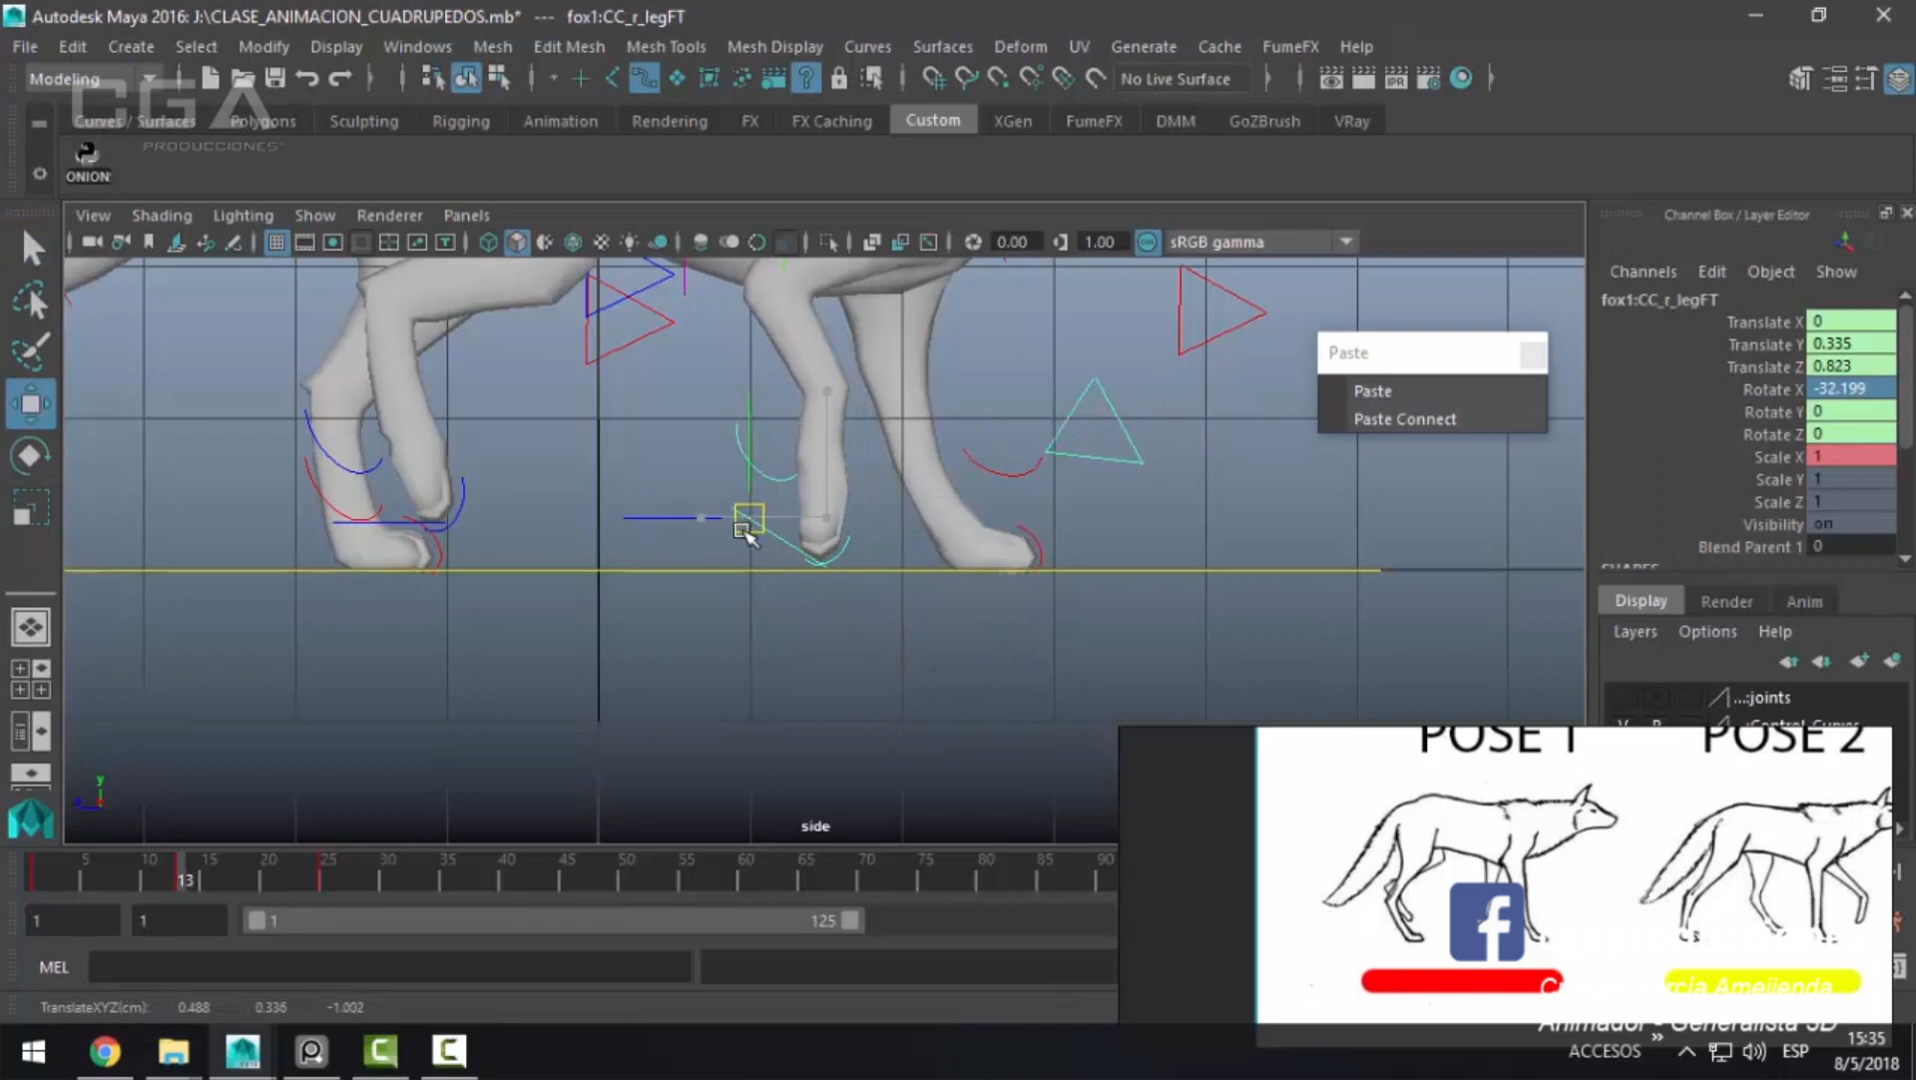 Autodesk Maya 2016: J:\CLASE_ANIMACION_CUADRUPEDOS.mb* --- fox1:CC_r_legFT
File Edit Create Select Modify Display Windows Mesh Edit Mesh Mesh Tools Mesh Display Curves Surfaces Deform UV Generate Cache FumeFX Help
Modeling No Live Surface IPR
CGA
PRODUCCIONES
Curves / Surfaces Polygons Sculpting Rigging Animation Rendering FX FX Caching Custom XGen FumeFX DMM GoZBrush VRay
ONION
View Shading Lighting Show Renderer Panels
0.00 1.00 sRGB gamma
Channel Box / Layer Editor
Channels Edit Object Show
fox1:CC_r_legFT
Translate X 0
Translate Y 0.335
Translate Z 0.823
Rotate X -32.199
Rotate Y 0
Rotate Z 0
Scale X 1
Scale Y 1
Scale Z 1
Visibility on
Blend Parent 1 0
Paste
Paste
Paste Connect
Display Render Anim
Layers Options Help
...:joints
V P
y
side
POSE 1 POSE 2
5 10 15 20 25 30 35 40 45 50 55 60 65 70 75 80 85 90
13
1 1 1 125
MEL
TranslateXYZ(cm): 0.488 0.336 -1.002
f
Animador - Generalista 3D
ACCESOS » ESP
15:35
8/5/2018